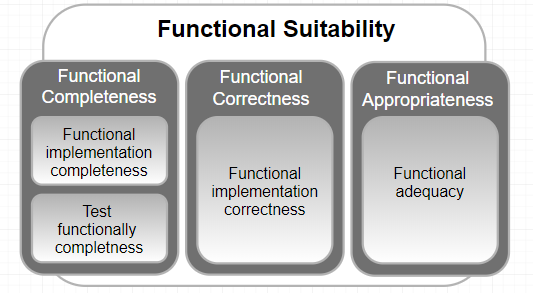 Functional Suitability
Functional
Completeness
Functional
implementation
completeness
Test
functionally
completness
Functional
Correctness
Functional
implementation
correctness
Functional
Appropriateness
Functional
adequacy